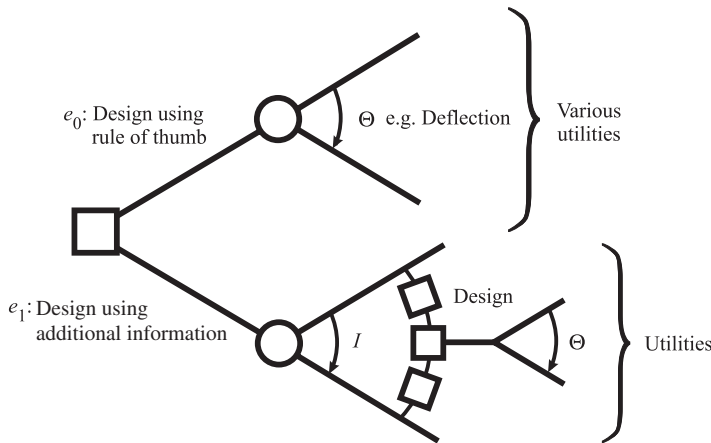 e0: Design using
rule of thumb
Θ e.g. Deflection
Various
utilities
e1: Design using
additional information
I
Design
Θ
Utilities